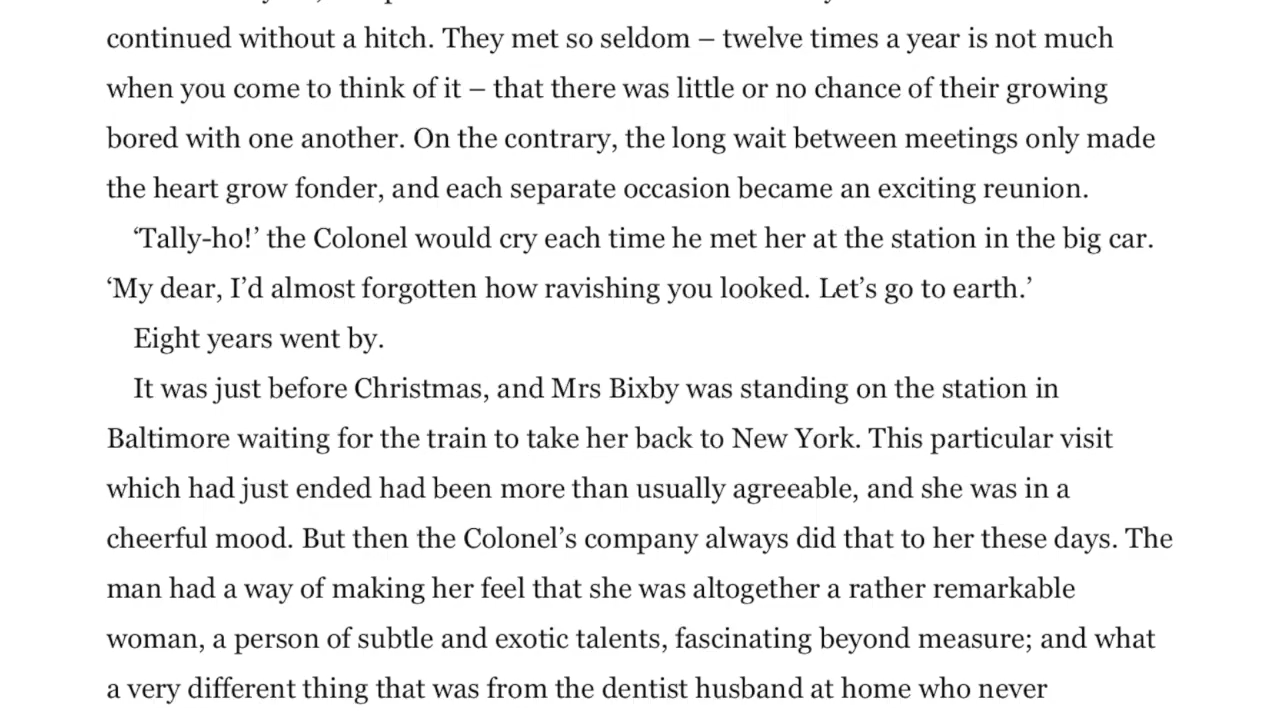 continued without a hitch. They met so seldom – twelve times a year is not much
when you come to think of it – that there was little or no chance of their growing
bored with one another. On the contrary, the long wait between meetings only made
the heart grow fonder, and each separate occasion became an exciting reunion.
‘Tally-ho!’ the Colonel would cry each time he met her at the station in the big car.
‘My dear, I’d almost forgotten how ravishing you looked. Let’s go to earth.’
Eight years went by.
It was just before Christmas, and Mrs Bixby was standing on the station in
Baltimore waiting for the train to take her back to New York. This particular visit
which had just ended had been more than usually agreeable, and she was in a
cheerful mood. But then the Colonel’s company always did that to her these days. The
man had a way of making her feel that she was altogether a rather remarkable
woman, a person of subtle and exotic talents, fascinating beyond measure; and what
a very different thing that was from the dentist husband at home who never